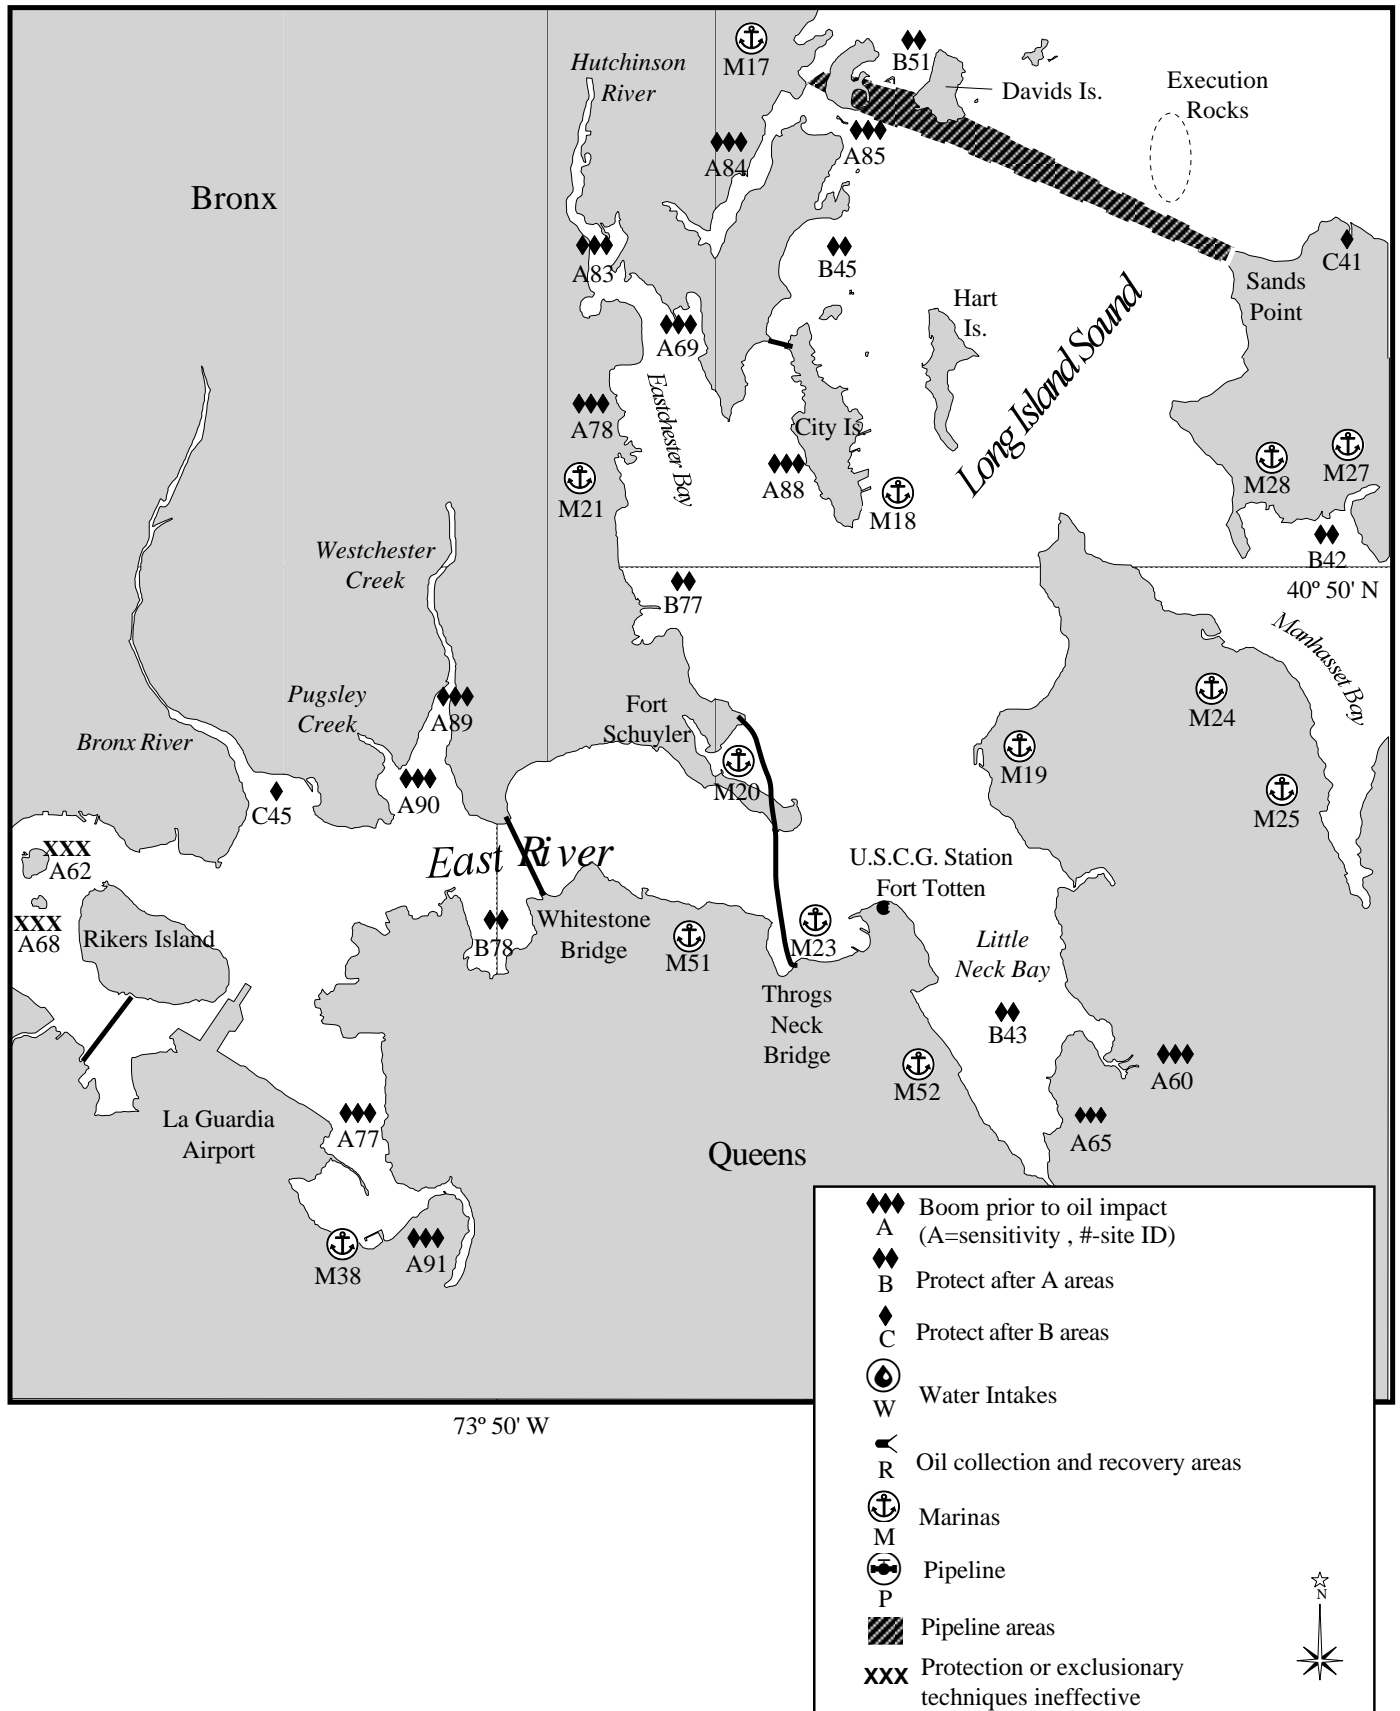 Hutchinson
River
M17
B51
Davids Is.
Execution
Rocks
A84
A85
Bronx
A83
B45
C41
Sands
Point
Hart
Is.
Long Island Sound
A69
Eastchester Bay
A78
City Is.
M21
A88
M18
M28
M27
Westchester
Creek
B42
40º 50' N
B77
Manhasset Bay
Pugsley
Creek
A89
Fort
Schuyler
M24
Bronx River
M19
M20
C45
A90
M25
East River
XXX
A62
U.S.C.G. Station
Fort Totten
XXX
A68
Rikers Island
B78
Whitestone
Bridge
M51
M23
Little
Neck Bay
Throgs
Neck
Bridge
B43
M52
A60
La Guardia
Airport
A77
A65
Queens
M38
A91
A
Boom prior to oil impact
(A=sensitivity , #-site ID)
B
Protect after A areas
C
Protect after B areas
W
Water Intakes
R
Oil collection and recovery areas
M
Marinas
P
Pipeline
Pipeline areas
XXX
Protection or exclusionary
techniques ineffective
N
73º 50' W